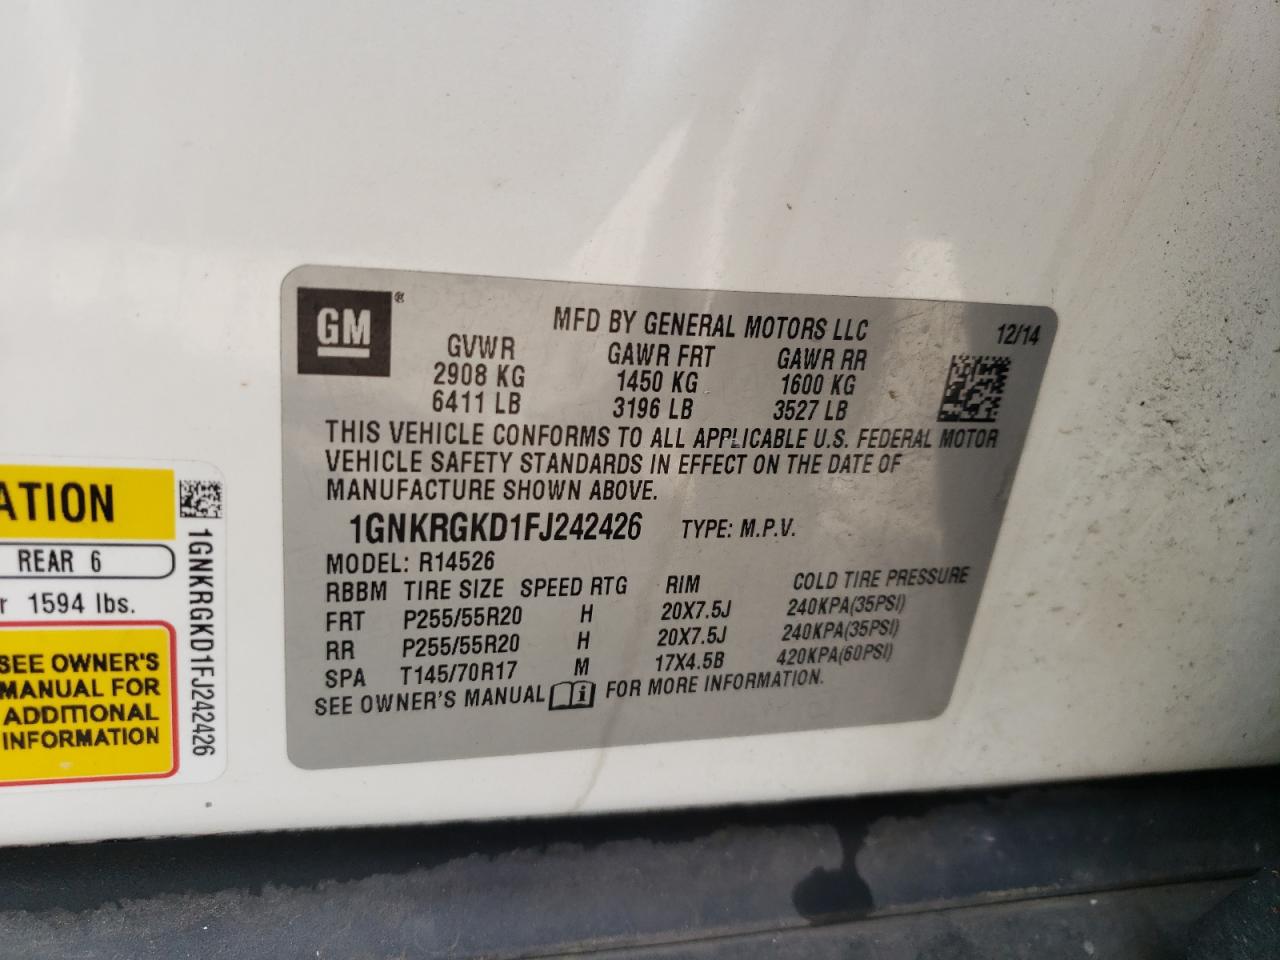 GM ®
MFD BY GENERAL MOTORS LLC 12/14
GVWR GAWR FRT GAWR RR
2908 KG 1450 KG 1600 KG
6411 LB 3196 LB 3527 LB
THIS VEHICLE CONFORMS TO ALL APPLICABLE U.S. FEDERAL MOTOR
VEHICLE SAFETY STANDARDS IN EFFECT ON THE DATE OF
MANUFACTURE SHOWN ABOVE.
1GNKRGKD1FJ242426 TYPE: M.P.V.
MODEL: R14526
RBBM TIRE SIZE SPEED RTG RIM COLD TIRE PRESSURE
FRT P255/55R20 H 20X7.5J 240KPA(35PSI)
RR P255/55R20 H 20X7.5J 240KPA(35PSI)
SPA T145/70R17 M 17X4.5B 420KPA(60PSI)
SEE OWNER'S MANUAL i FOR MORE INFORMATION.
ATION
REAR 6
r 1594 lbs.
SEE OWNER'S
MANUAL FOR
ADDITIONAL
INFORMATION
1GNKRGKD1FJ242426